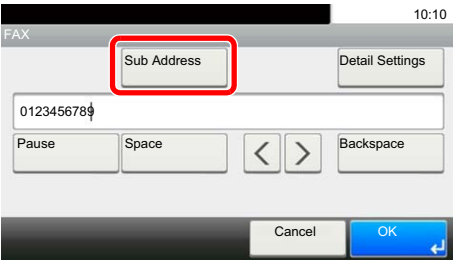 10:10
FAX
Sub Address
Detail Settings
0123456789
Pause
Space
Backspace
Cancel
OK